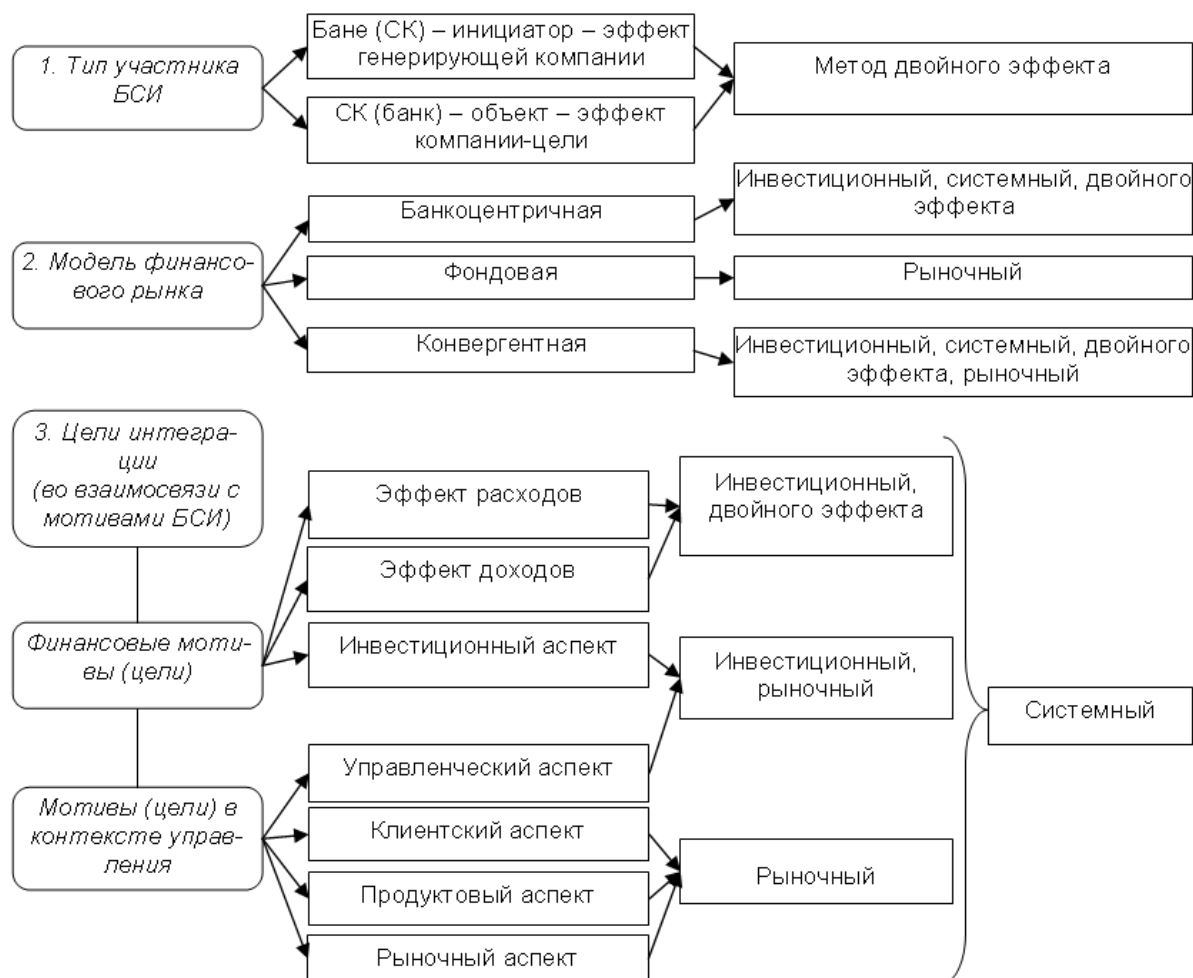 1. Тип участника
БСИ
Бане (СК) – инициатор – эффект
генерирующей компании
СК (банк) – объект – эффект
компании-цели
Метод двойного эффекта
2. Модель финансо-
вого рынка
Банкоцентричная
Инвестиционный, системный, двойного
эффекта
Фондовая
Рыночный
Конвергентная
Инвестиционный, системный, двойного
эффекта, рыночный
3. Цели интегра-
ции
(во взаимосвязи с
мотивами БСИ)
Эффект расходов
Эффект доходов
Инвестиционный,
двойного эффекта
Финансовые моти-
вы (цели)
Инвестиционный аспект
Инвестиционный,
рыночный
Управленческий аспект
Мотивы (цели) в
контексте управ-
ления
Клиентский аспект
Продуктовый аспект
Рыночный аспект
Рыночный
Системный